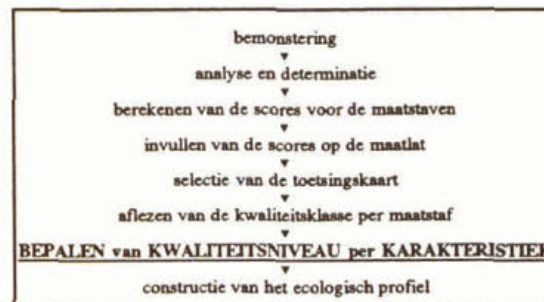 bemonstering
analyse en determinatie
berekenen van de scores voor de maatstaven
invullen van de scores op de maatlat
selectie van de toetsingskaart
aflezen van de kwaliteitsklasse per maatstaf
BEPALEN van KWALITEITSNIVEAU per KARAKTERISTIEK
constructie van het ecologisch profiel